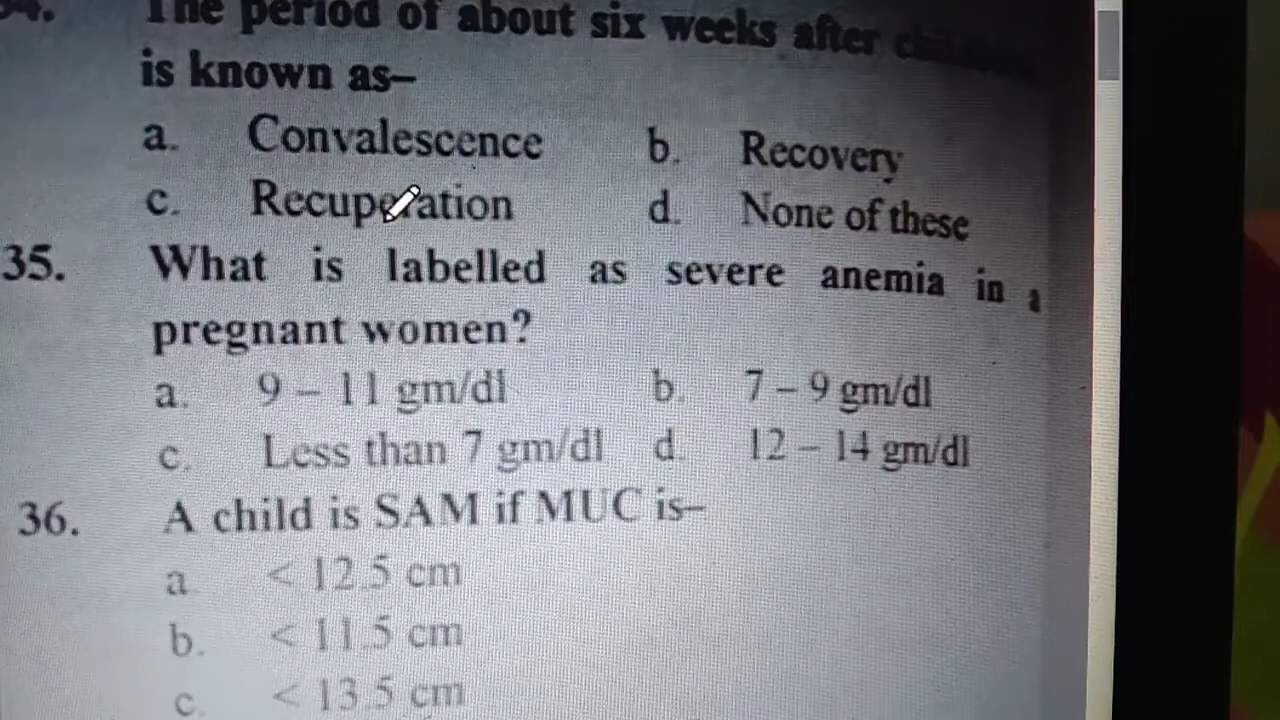 The period of about six weeks after
is known as–
a. Convalescence b. Recovery
c. Recuperation d. None of these
35. What is labelled as severe anemia in a
pregnant women?
a. 9 – 11 gm/dl b. 7 – 9 gm/dl
c. Less than 7 gm/dl d. 12 – 14 gm/dl
36. A child is SAM if MUC is–
a < 12.5 cm
b. < 11.5 cm
c. < 13.5 cm